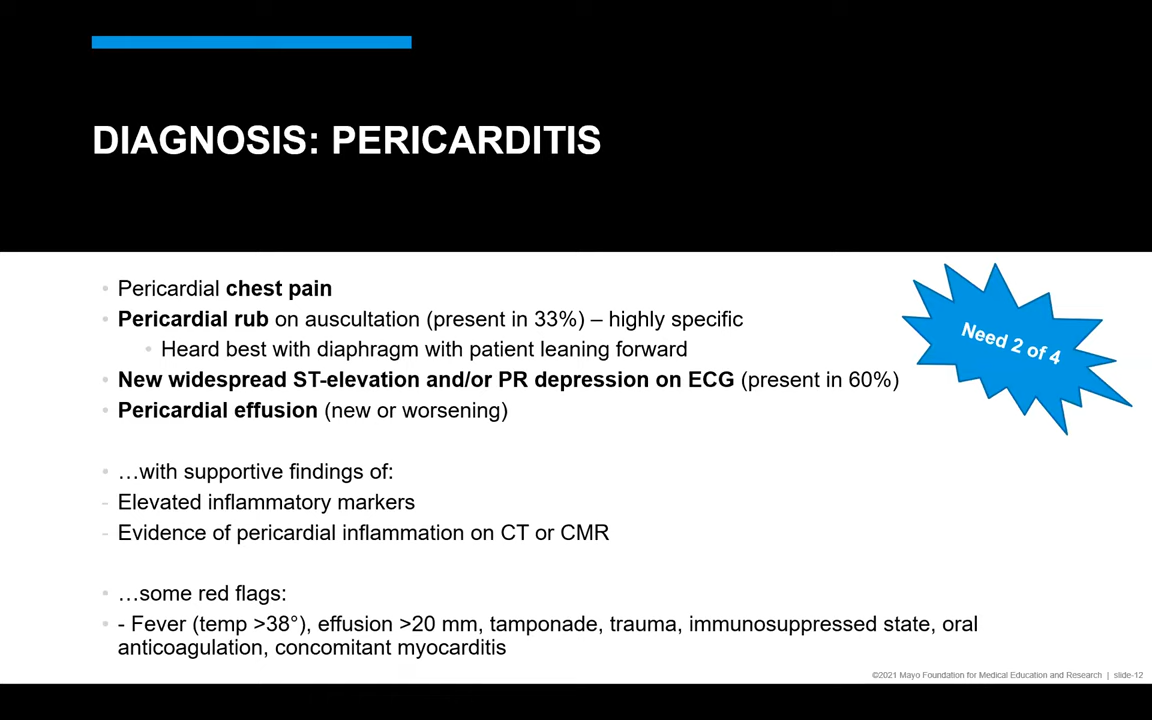 DIAGNOSIS: PERICARDITIS
Pericardial chest pain
Pericardial rub on auscultation (present in 33%) – highly specific
Heard best with diaphragm with patient leaning forward
New widespread ST-elevation and/or PR depression on ECG (present in 60%)
Pericardial effusion (new or worsening)
Need 2 of 4
…with supportive findings of:
- Elevated inflammatory markers
- Evidence of pericardial inflammation on CT or CMR
…some red flags:
- Fever (temp >38°), effusion >20 mm, tamponade, trauma, immunosuppressed state, oral
anticoagulation, concomitant myocarditis
©2021 Mayo Foundation for Medical Education and Research | slide-12